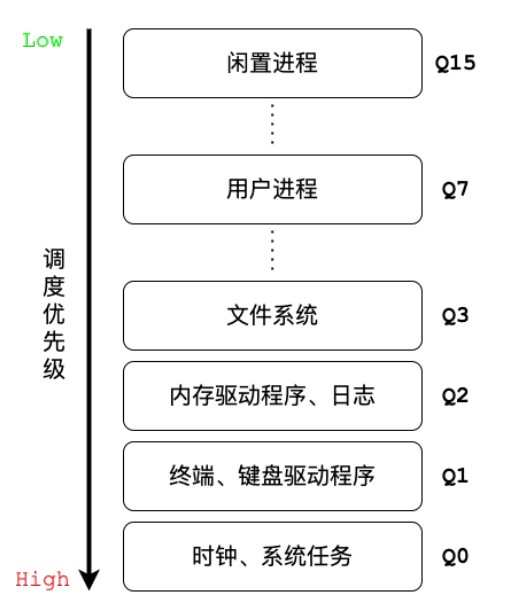 Low
闲置进程
Q15
用户进程
Q7
调度优先级
文件系统
Q3
内存驱动程序、日志
Q2
终端、键盘驱动程序
Q1
时钟、系统任务
Q0
High